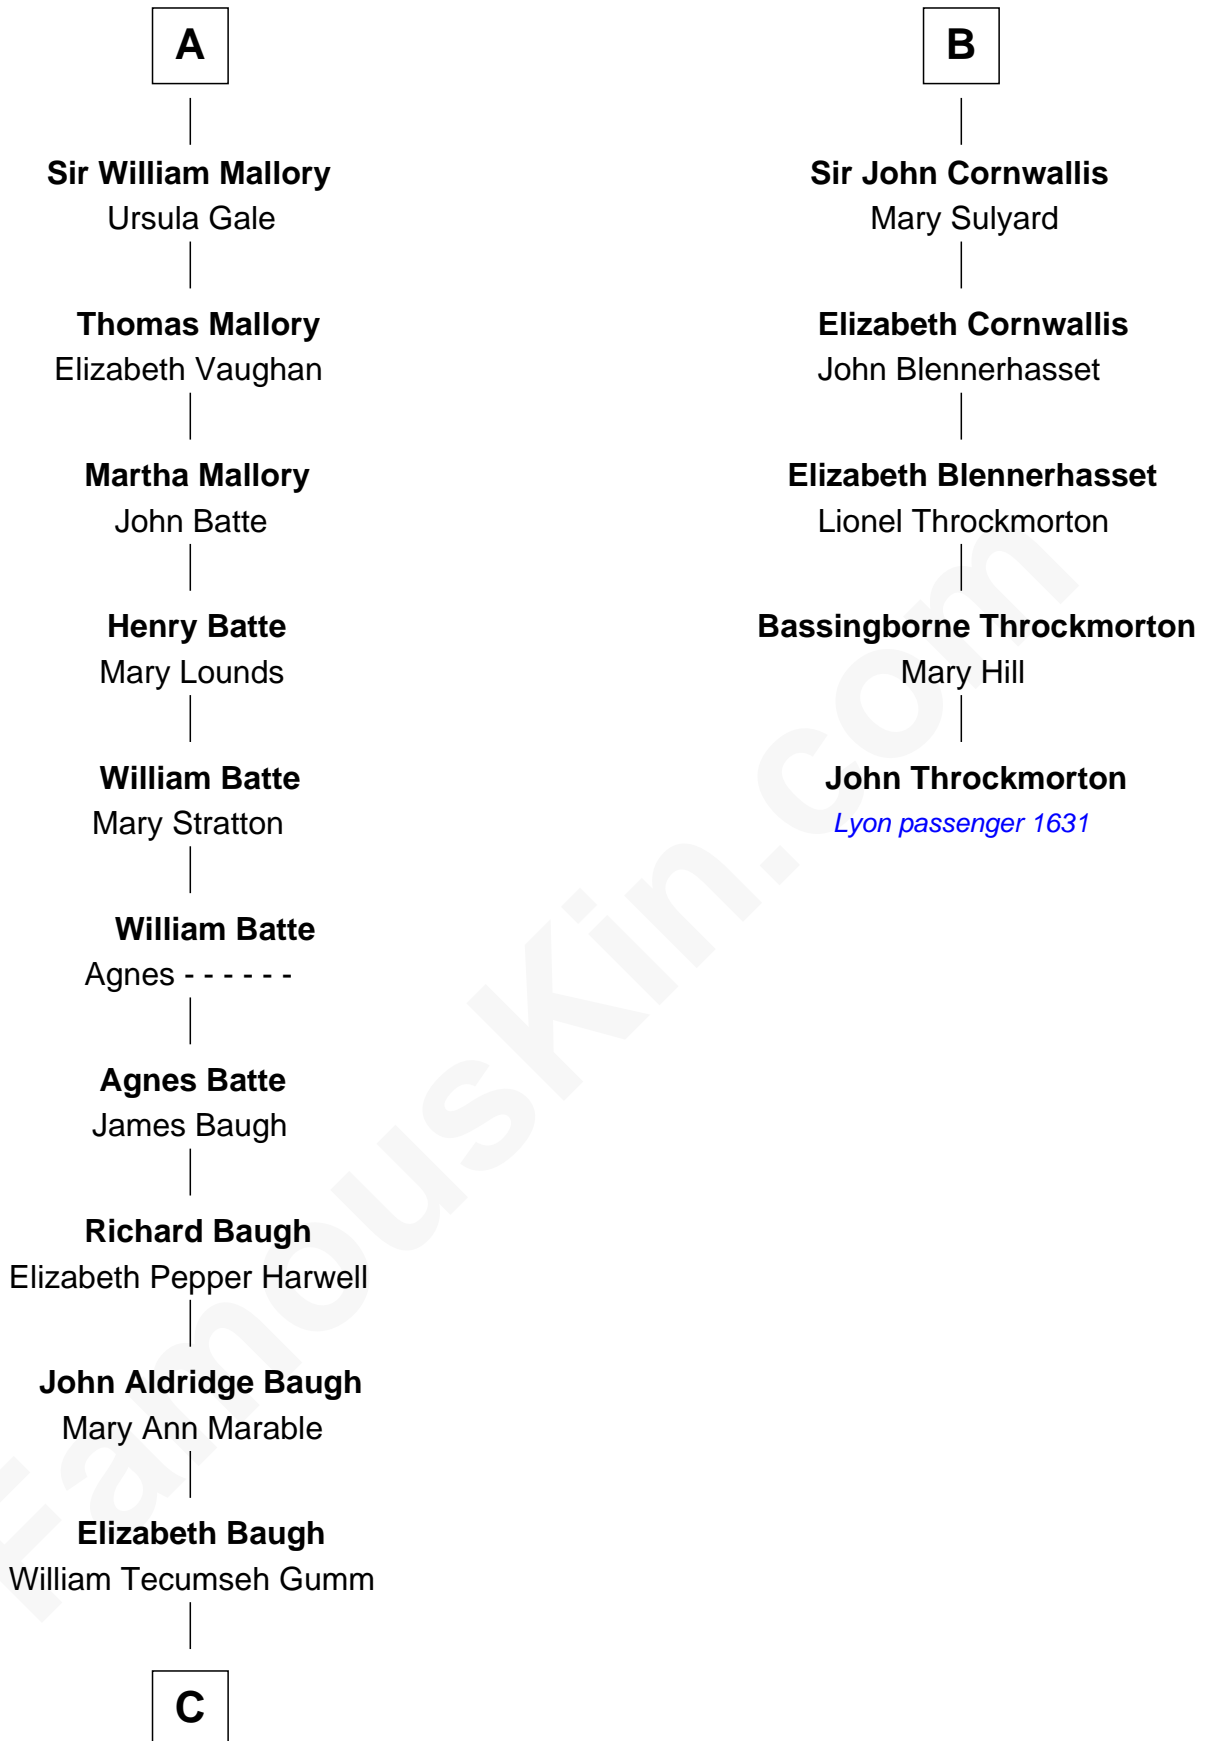 A
Sir William Mallory
Ursula Gale
Thomas Mallory
Elizabeth Vaughan
Martha Mallory
John Batte
Henry Batte
Mary Lounds
William Batte
Mary Stratton
William Batte
Agnes - - - - - -
Agnes Batte
James Baugh
Richard Baugh
Elizabeth Pepper Harwell
John Aldridge Baugh
Mary Ann Marable
Elizabeth Baugh
William Tecumseh Gumm
C
B
Sir John Cornwallis
Mary Sulyard
Elizabeth Cornwallis
John Blennerhasset
Elizabeth Blennerhasset
Lionel Throckmorton
Bassingborne Throckmorton
Mary Hill
John Throckmorton
Lyon passenger 1631
FamousKin.com